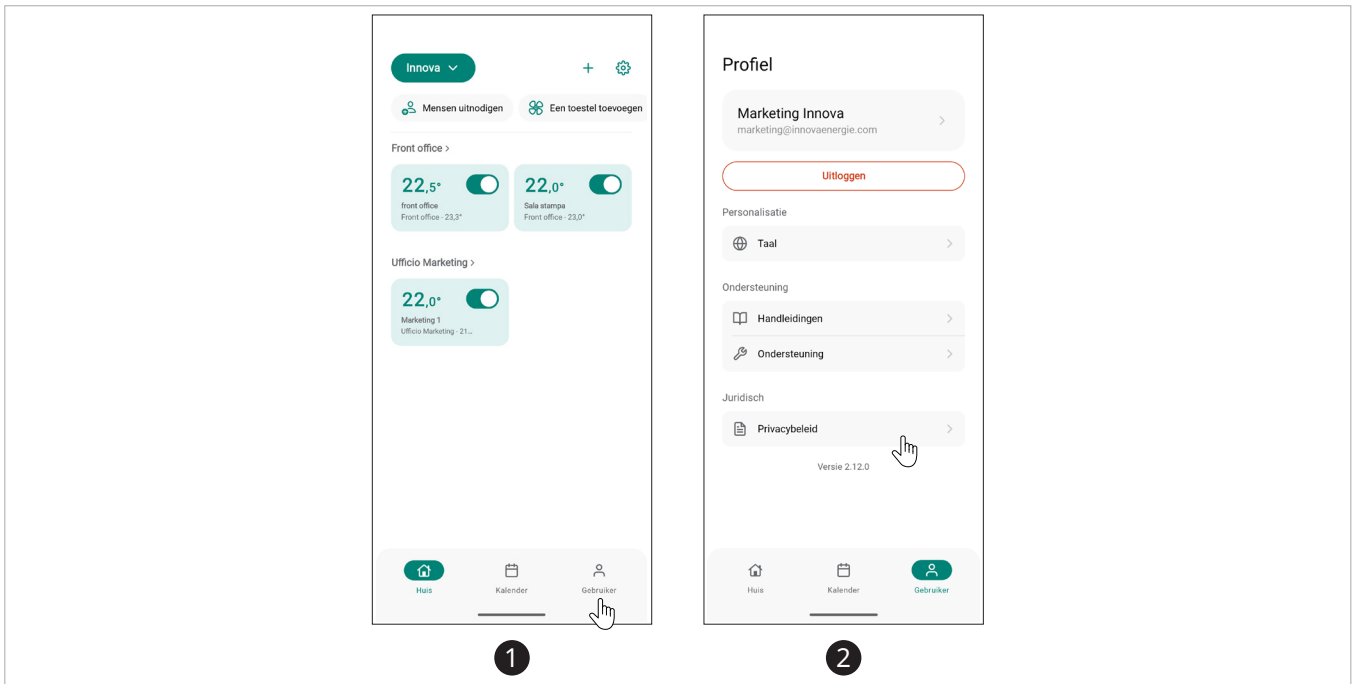 Innova
Mensen uitnodigen
Een toestel toevoegen
Front office >
22,5°
front office
Front office - 23,3°
22,0°
Sala stampa
Front office - 23,0°
Ufficio Marketing >
22,0°
Marketing 1
Ufficio Marketing - 21...
Huis
Kalender
Gebruiker
1
Profiel
Marketing Innova
marketing@innovaenergie.com
Uitloggen
Personalisatie
Taal
Ondersteuning
Handleidingen
Ondersteuning
Juridisch
Privacybeleid
Versie 2.12.0
Huis
Kalender
Gebruiker
2